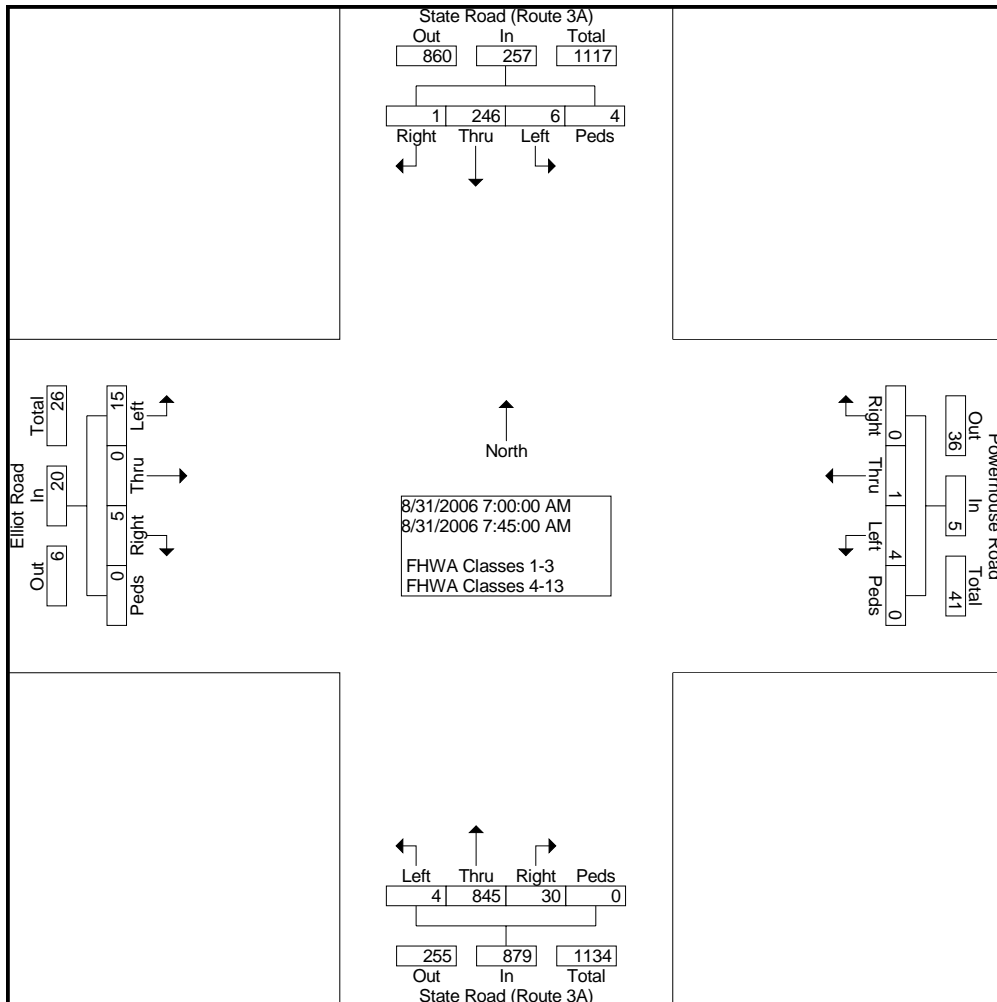 State Road (Route 3A)
Out In Total
860 257 1117
1 246 6 4
Right Thru Left Peds
Elliot Road
Total In Out
26 20 6
15 0 5 0
Left Thru Right Peds
North
8/31/2006 7:00:00 AM
8/31/2006 7:45:00 AM
FHWA Classes 1-3
FHWA Classes 4-13
Right Thru Left Peds
0 1 4 0
Out In Total
36 5 41
Powerhouse Road
Left Thru Right Peds
4 845 30 0
255 879 1134
Out In Total
State Road (Route 3A)